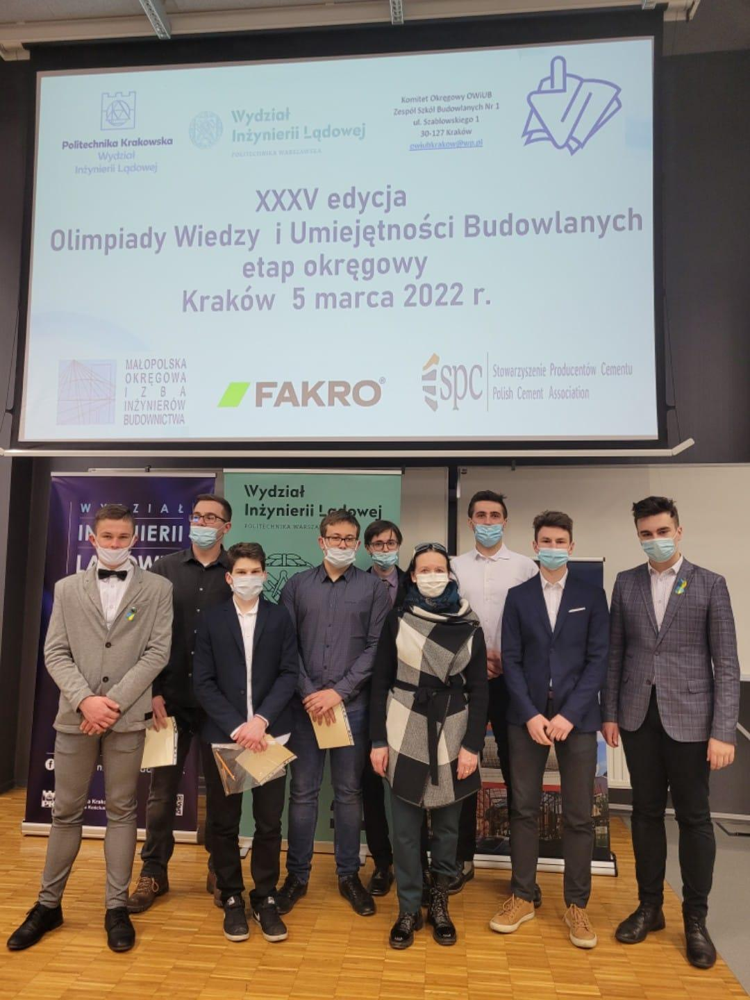 Politechnika Krakowska
Wydział
Inżynierii Lądowej
Wydział
Inżynierii Lądowej
POLITECHNIKA WARSZAWSKA
Komitet Okręgowy OWiUB
Zespół Szkół Budowlanych Nr 1
ul. Szablowskiego 1
30-127 Kraków
owiubkrakow@wp.pl
XXXV edycja
Olimpiady Wiedzy i Umiejętności Budowlanych
etap okręgowy
Kraków 5 marca 2022 r.
MAŁOPOLSKA
OKRĘGOWA
IZBA
INŻYNIERÓW
BUDOWNICTWA
FAKRO®
spc
Stowarzyszenie Producentów Cementu
Polish Cement Association
WYDZIAŁ
Wydział
Inżynierii Lądowej
POLITECHNIKA